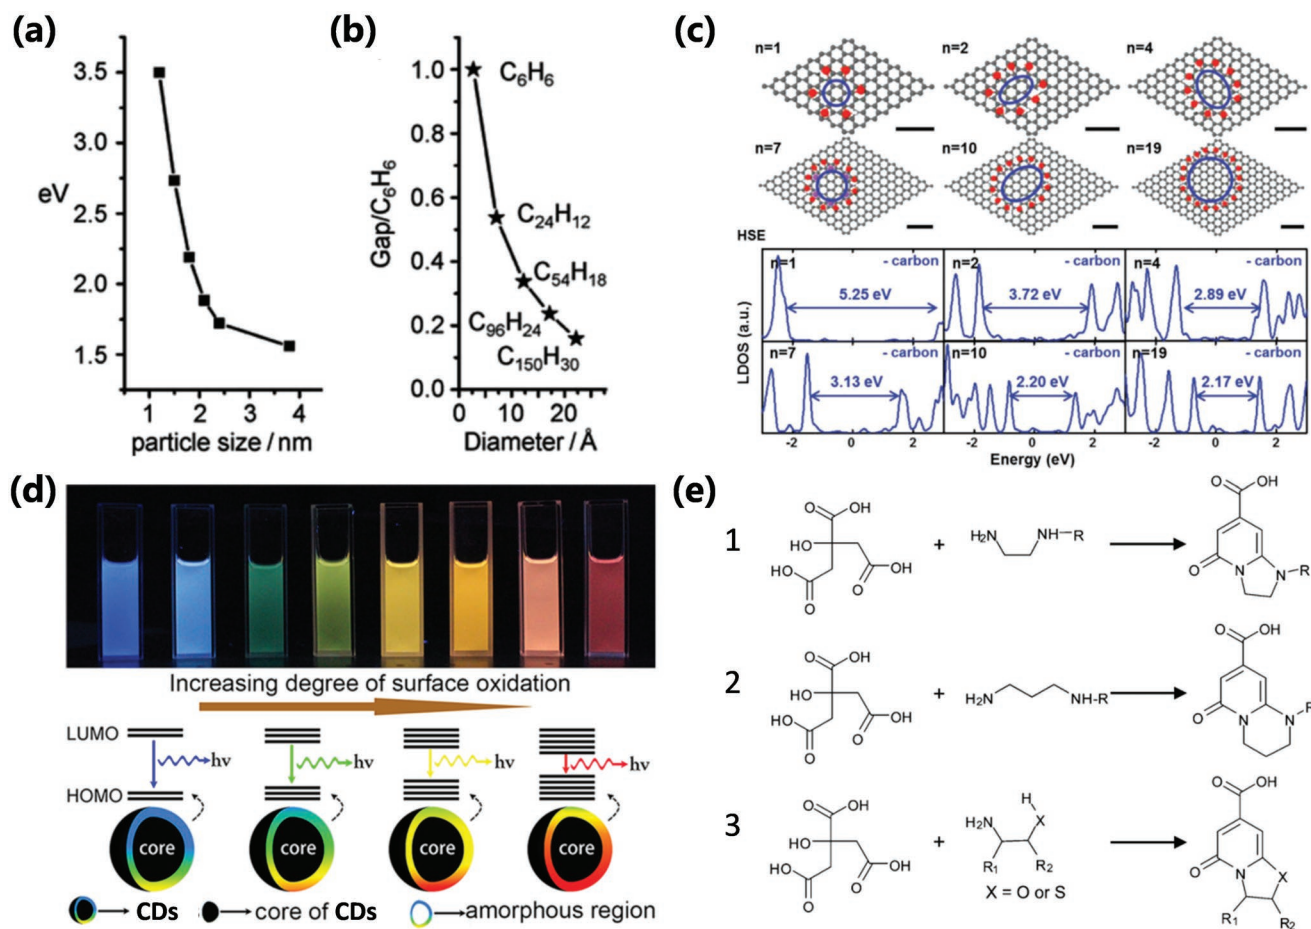 (a)
3.5
3.0
2.5
2.0
1.5
eV
1 2 3 4
particle size / nm
(b)
1.0
0.8
0.6
0.4
0.2
0.0
Gap/C₆H₆
C₆H₆
C₂₄H₁₂
C₅₄H₁₈
C₉₆H₂₄
C₁₅₀H₃₀
0 10 20
Diameter / Å
(c)
n=1 n=2 n=4
n=7 n=10 n=19
HSE
LDOS (a.u.)
n=1 - carbon n=2 - carbon n=4 - carbon
5.25 eV 3.72 eV 2.89 eV
n=7 - carbon n=10 - carbon n=19 - carbon
3.13 eV 2.20 eV 2.17 eV
-2 0 2 -2 0 2 -2 0 2
Energy (eV)
(d)
Increasing degree of surface oxidation
LUMO
hν hν hν hν
HOMO
core core core core
CDs core of CDs amorphous region
(e)
1
O OH HO O OH HO O
+
H₂N NH R
O OH O N N R
2
O OH HO O OH HO O
+
H₂N NH-R
O OH O N N R
3
O OH HO O OH HO O
+
H₂N H X R₁ R₂
X = O or S
O OH O N X R₁ R₂